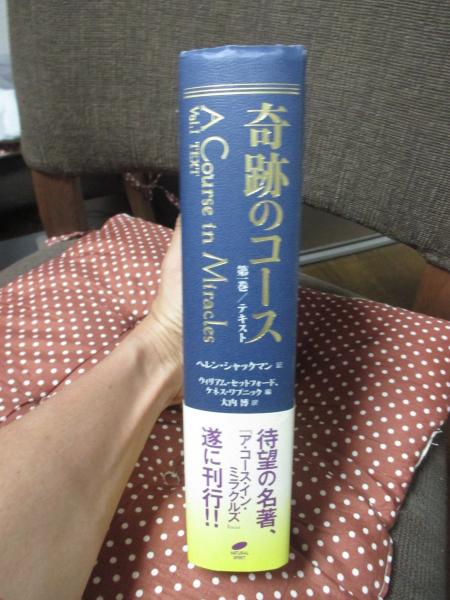 奇跡のコース
第一巻/テキスト
A Course in Miracles
Vol.1 TEXT
ヘレン・シャックマン 記
ウィリアム・セットフォード、
ケネス・ワプニック 編
大内 博 訳
待望の名著、
『ア・コース・イン・
ミラクルズ』
遂に刊行!!
NATURAL
SPIRIT